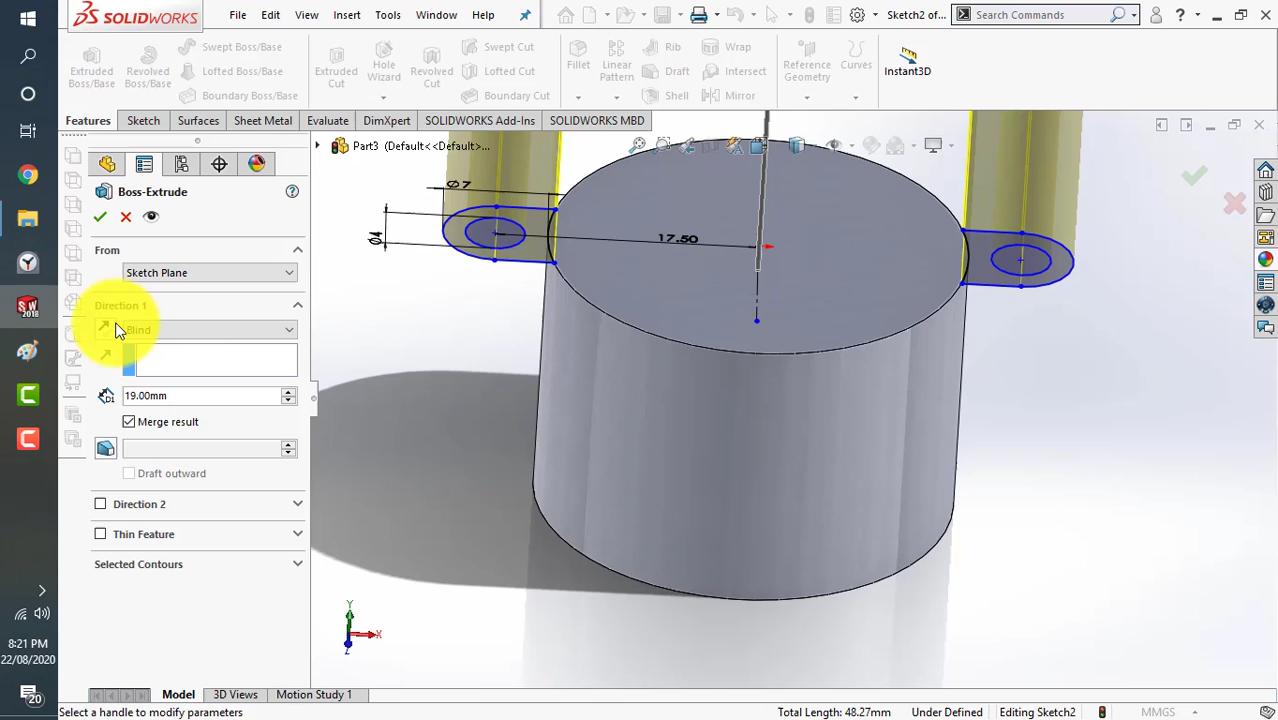 SOLIDWORKS
File
Edit
View
Insert
Tools
Window
Help
Sketch2 of...
Search Commands
Extruded Boss/Base
Revolved Boss/Base
Swept Boss/Base
Lofted Boss/Base
Boundary Boss/Base
Extruded Cut
Hole Wizard
Revolved Cut
Swept Cut
Lofted Cut
Boundary Cut
Fillet
Linear Pattern
Rib
Draft
Shell
Wrap
Intersect
Mirror
Reference Geometry
Curves
Instant3D
Features
Sketch
Surfaces
Sheet Metal
Evaluate
DimXpert
SOLIDWORKS Add-Ins
SOLIDWORKS MBD
Part3 (Default<<Default>...
Boss-Extrude
From
Sketch Plane
Direction 1
Blind
D1
19.00mm
Merge result
Draft outward
Direction 2
Thin Feature
Selected Contours
Ø7
Ø4
17.50
Y
X
Z
SW
2018
8:21 PM
22/08/2020
20
Model
3D Views
Motion Study 1
Select a handle to modify parameters
Total Length: 48.27mm
Under Defined
Editing Sketch2
MMGS